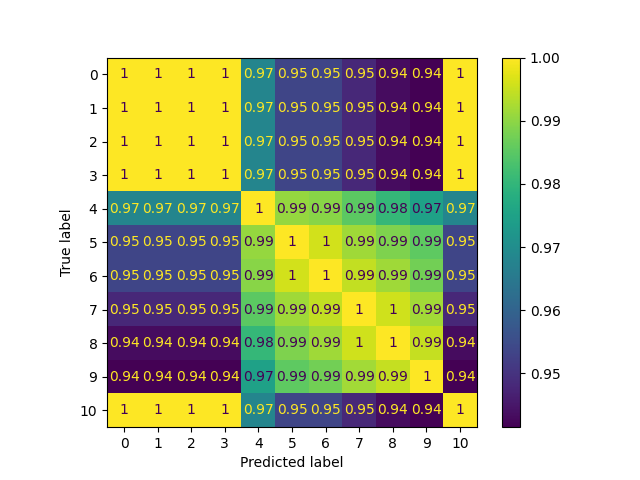 0 1 1 1 1 0.97 0.95 0.95 0.95 0.94 0.94 1
1 1 1 1 1 0.97 0.95 0.95 0.95 0.94 0.94 1
2 1 1 1 1 0.97 0.95 0.95 0.95 0.94 0.94 1
3 1 1 1 1 0.97 0.95 0.95 0.95 0.94 0.94 1
4 0.97 0.97 0.97 0.97 1 0.99 0.99 0.99 0.98 0.97 0.97
5 0.95 0.95 0.95 0.95 0.99 1 1 0.99 0.99 0.99 0.95
6 0.95 0.95 0.95 0.95 0.99 1 1 0.99 0.99 0.99 0.95
7 0.95 0.95 0.95 0.95 0.99 0.99 0.99 1 1 0.99 0.95
8 0.94 0.94 0.94 0.94 0.98 0.99 0.99 1 1 0.99 0.94
9 0.94 0.94 0.94 0.94 0.97 0.99 0.99 0.99 0.99 1 0.94
10 1 1 1 1 0.97 0.95 0.95 0.95 0.94 0.94 1
0 1 2 3 4 5 6 7 8 9 10
Predicted label
True label
1.00
0.99
0.98
0.97
0.96
0.95